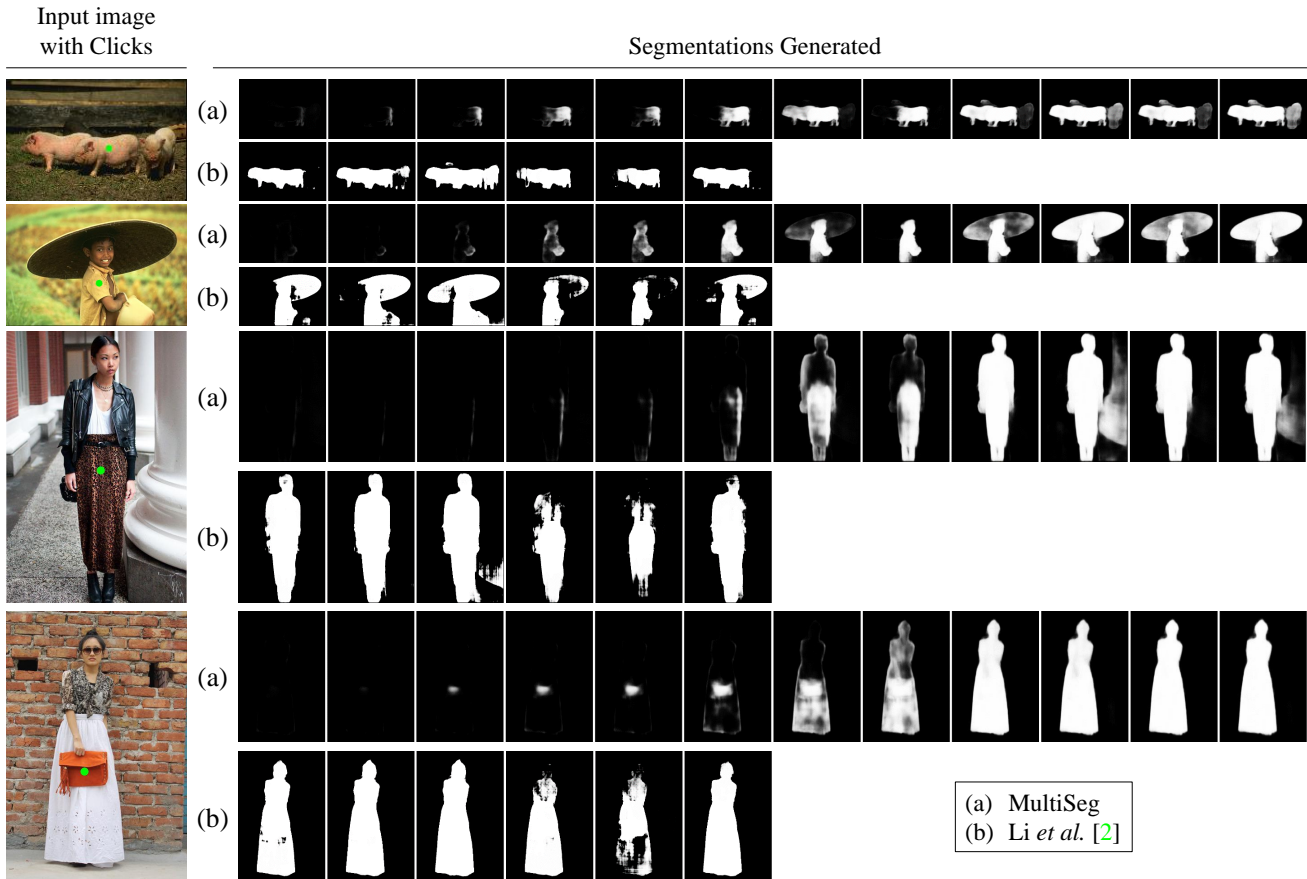 Input image
with Clicks
Segmentations Generated
(a)
(b)
(a)
(b)
(a)
(b)
(a)
(b)
(a) MultiSeg
(b) Li et al. [2]